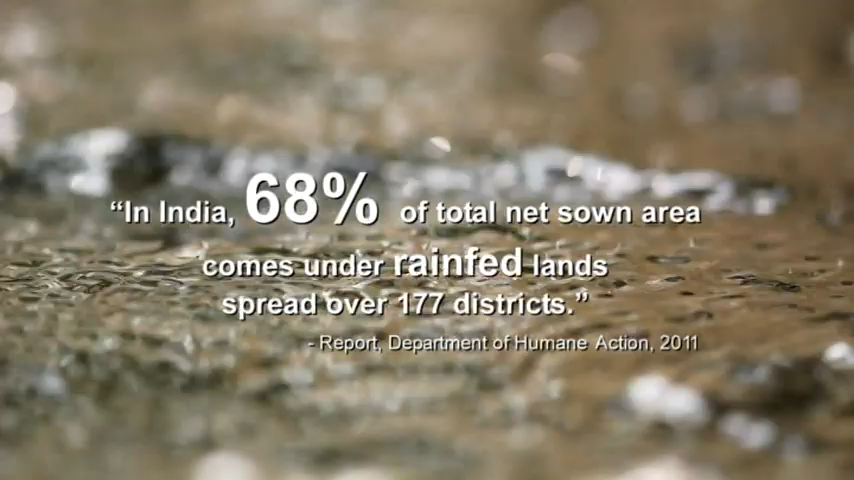 “In India, 68% of total net sown area
comes under rainfed lands
spread over 177 districts.”
- Report, Department of Humane Action, 2011